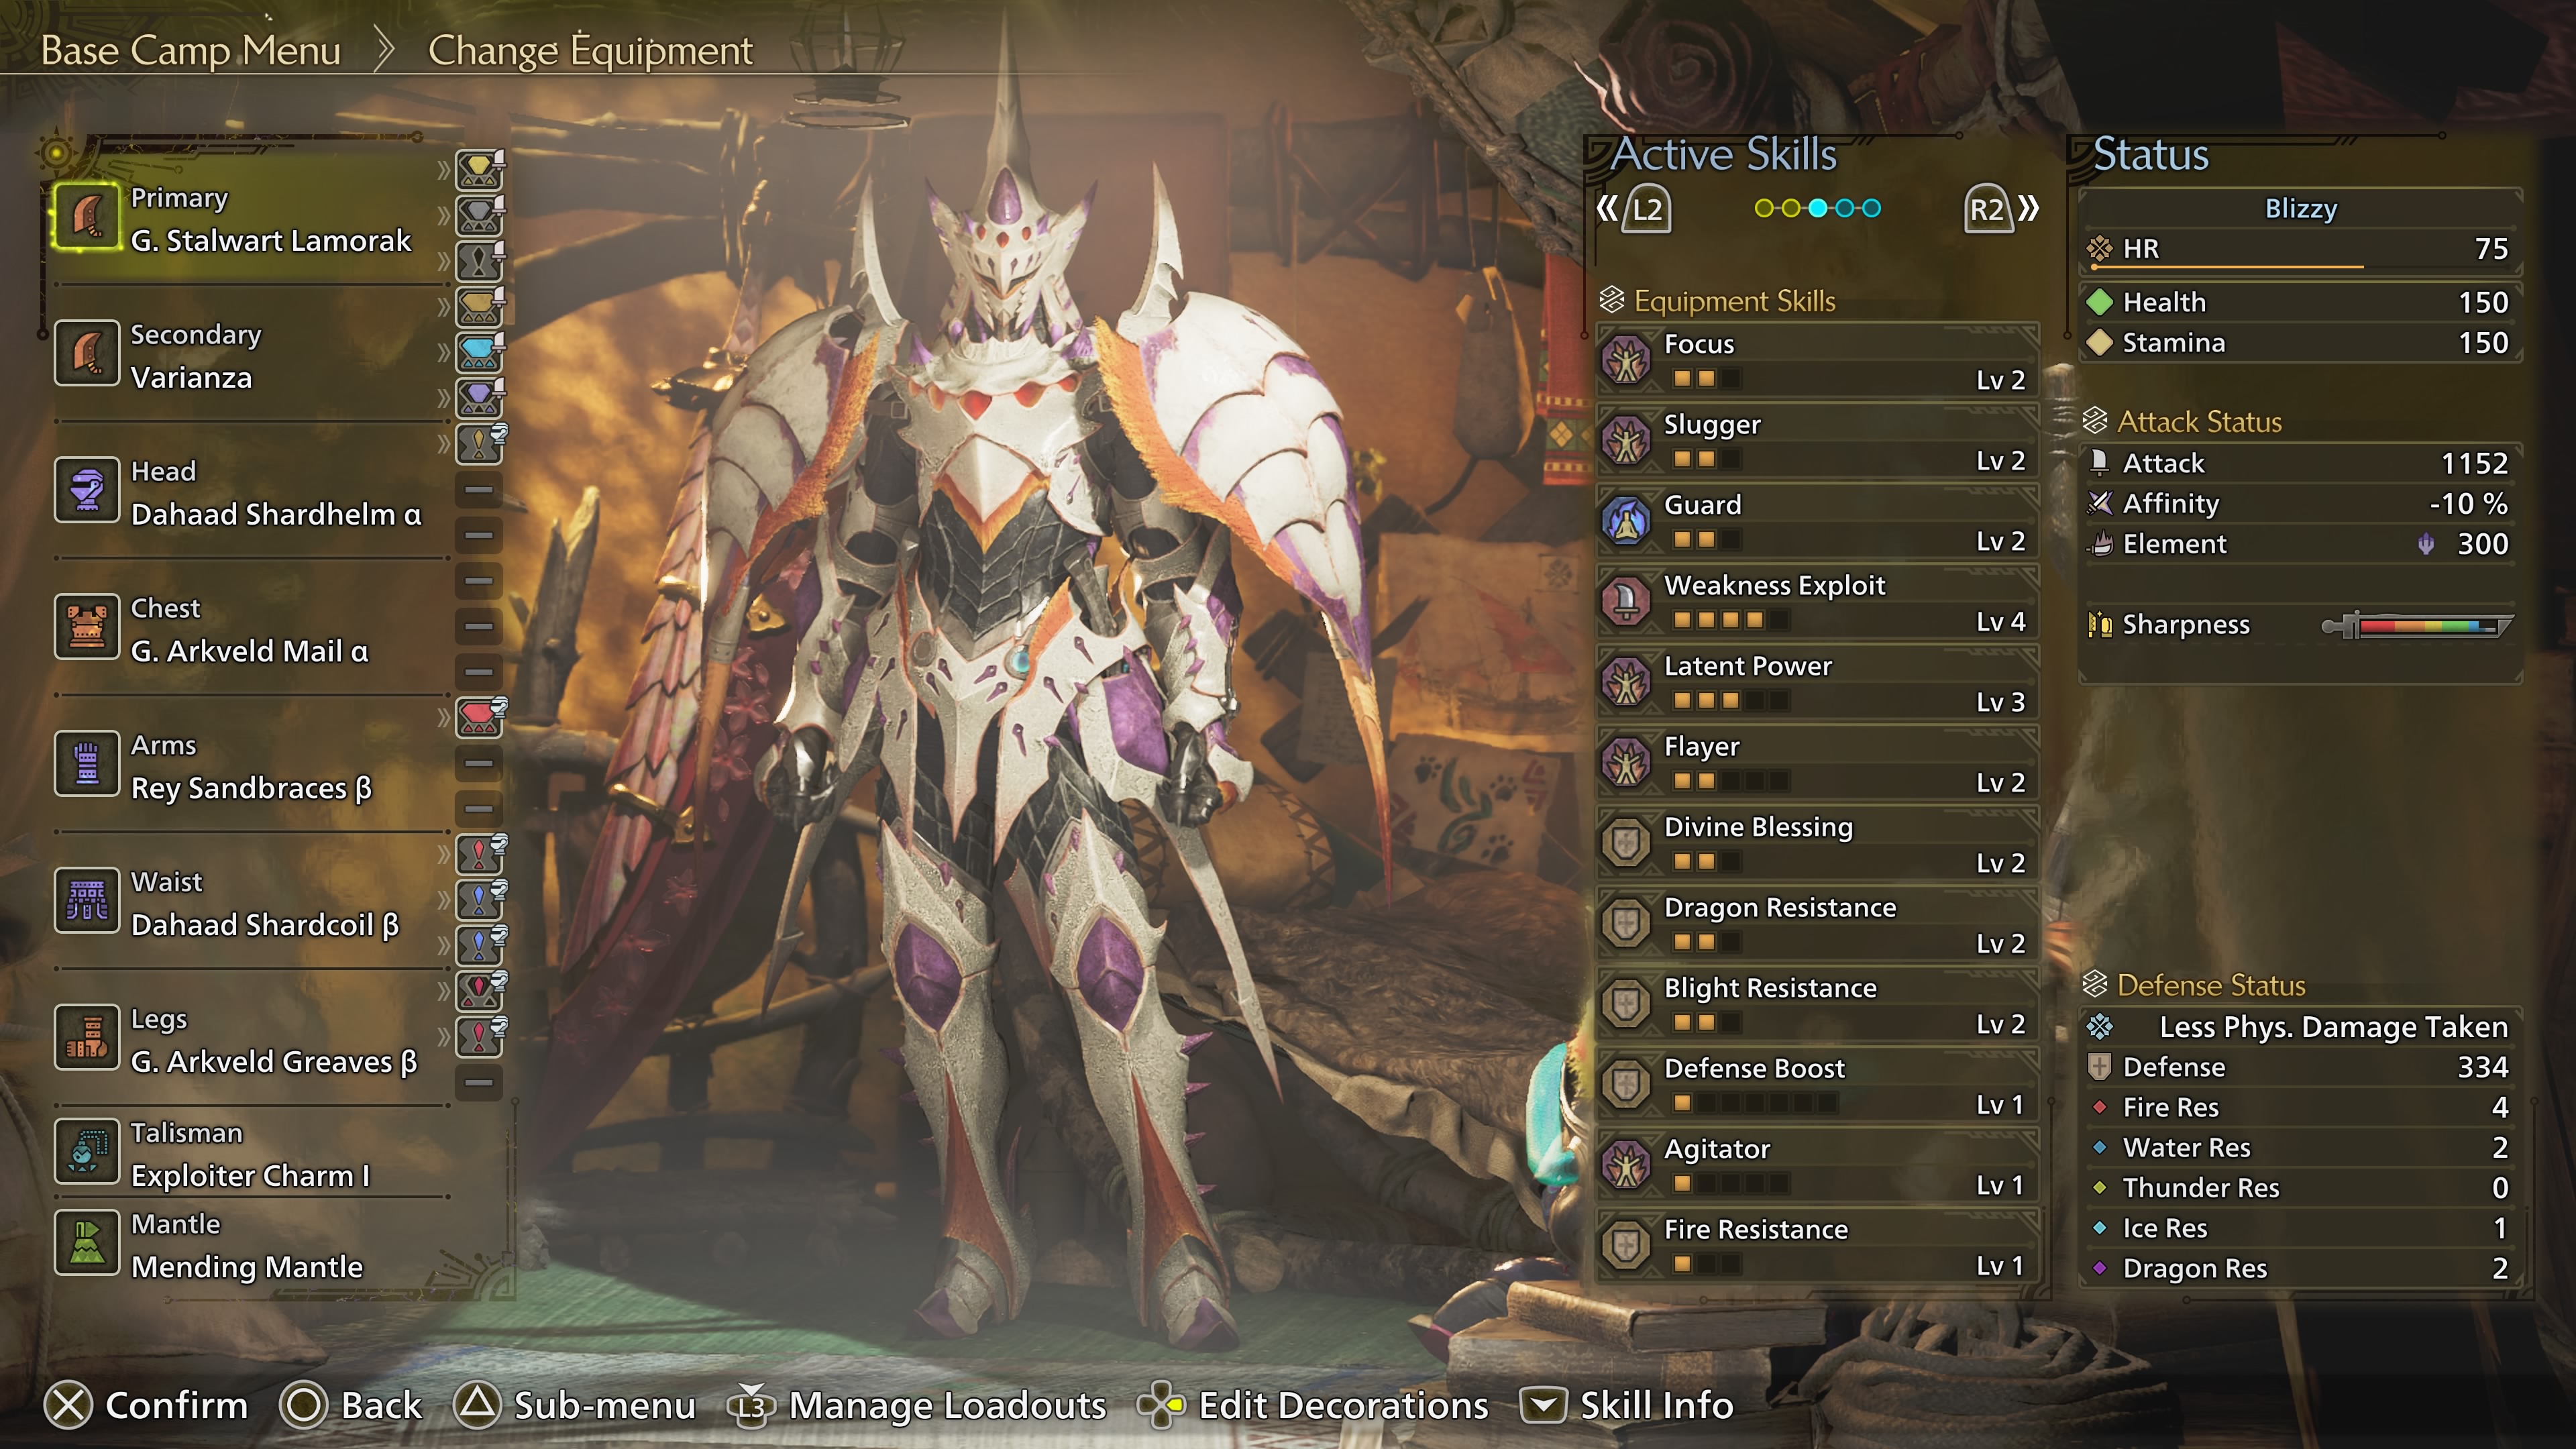 Base Camp Menu
Change Equipment
Primary
G. Stalwart Lamorak
Secondary
Varianza
Head
Dahaad Shardhelm α
Chest
G. Arkveld Mail α
Arms
Rey Sandbraces β
Waist
Dahaad Shardcoil β
Legs
G. Arkveld Greaves β
Talisman
Exploiter Charm I
Mantle
Mending Mantle
Active Skills
L2
R2
Equipment Skills
Focus
Lv 2
Slugger
Lv 2
Guard
Lv 2
Weakness Exploit
Lv 4
Latent Power
Lv 3
Flayer
Lv 2
Divine Blessing
Lv 2
Dragon Resistance
Lv 2
Blight Resistance
Lv 2
Defense Boost
Lv 1
Agitator
Lv 1
Fire Resistance
Lv 1
Status
Blizzy
HR 75
Health 150
Stamina 150
Attack Status
Attack 1152
Affinity -10 %
Element 300
Sharpness
Defense Status
Less Phys. Damage Taken
Defense 334
Fire Res 4
Water Res 2
Thunder Res 0
Ice Res 1
Dragon Res 2
Confirm Back Sub-menu L3 Manage Loadouts Edit Decorations Skill Info